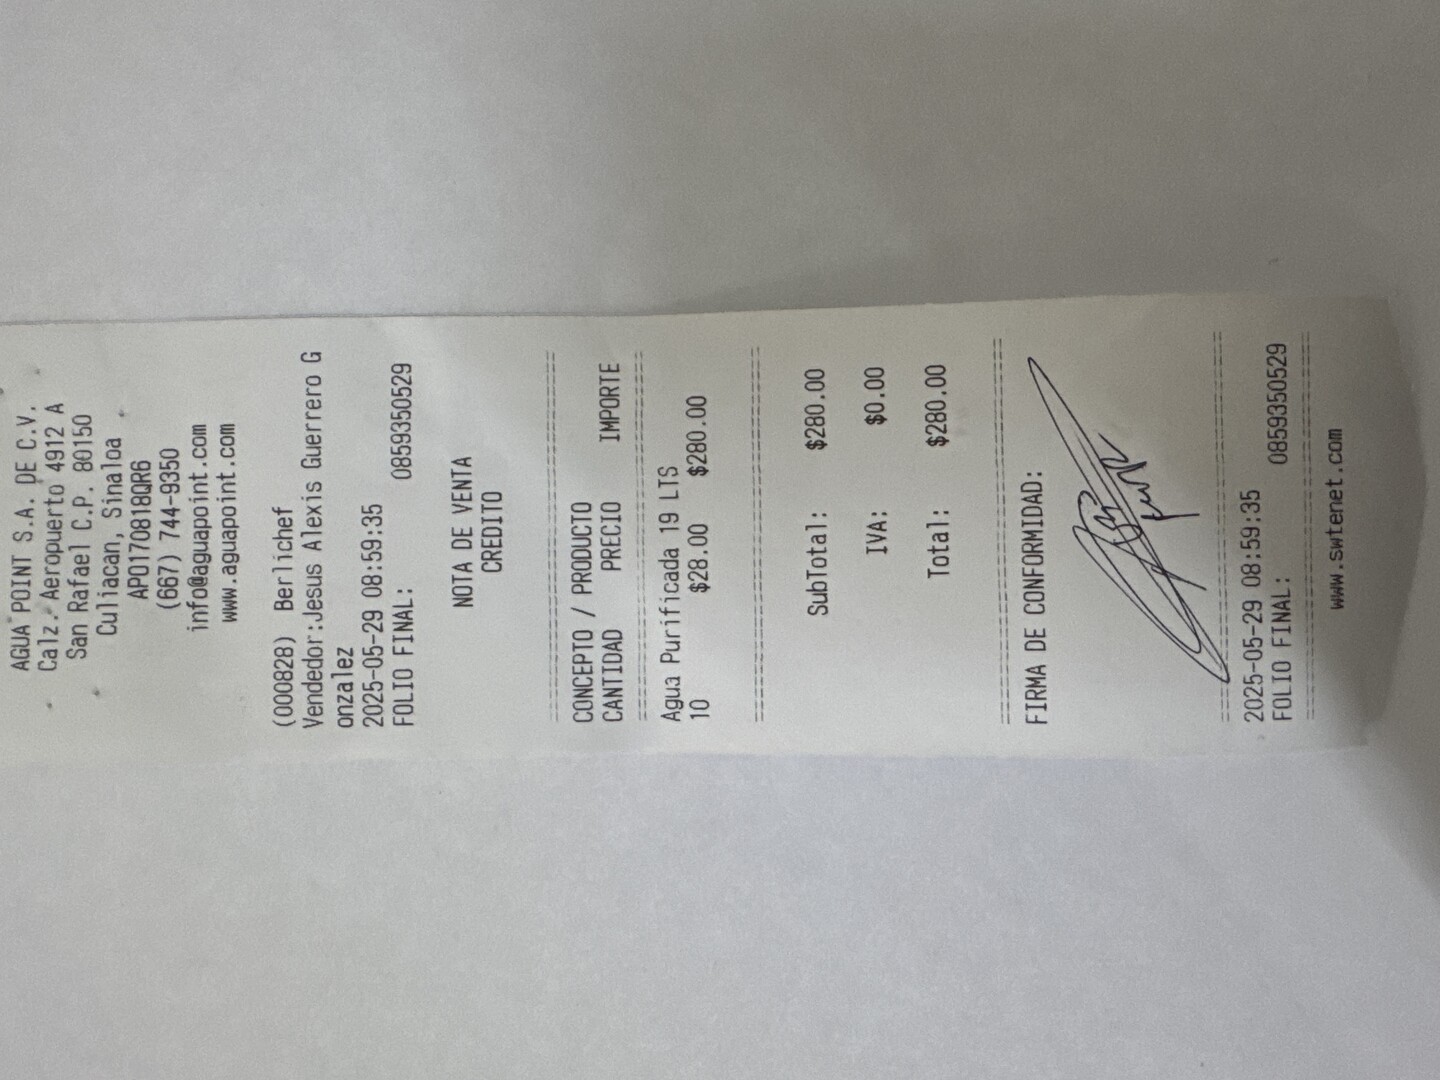 AGUA POINT S.A. DE C.V.
Calz. Aeropuerto 4912 A
San Rafael C.P. 80150
Culiacan, Sinaloa
APO170818QR6
(667) 744-9350
info@aguapoint.com
www.aguapoint.com
(000828) Berlichef
Vendedor:Jesus Alexis Guerrero G
onzalez
2025-05-29 08:59:35
FOLIO FINAL: 0859350529
NOTA DE VENTA
CREDITO
CONCEPTO / PRODUCTO
CANTIDAD PRECIO IMPORTE
Agua Purificada 19 LTS
10 $28.00 $280.00
SubTotal: $280.00
IVA: $0.00
Total: $280.00
FIRMA DE CONFORMIDAD:
2025-05-29 08:59:35
FOLIO FINAL: 0859350529
www.swtenet.com